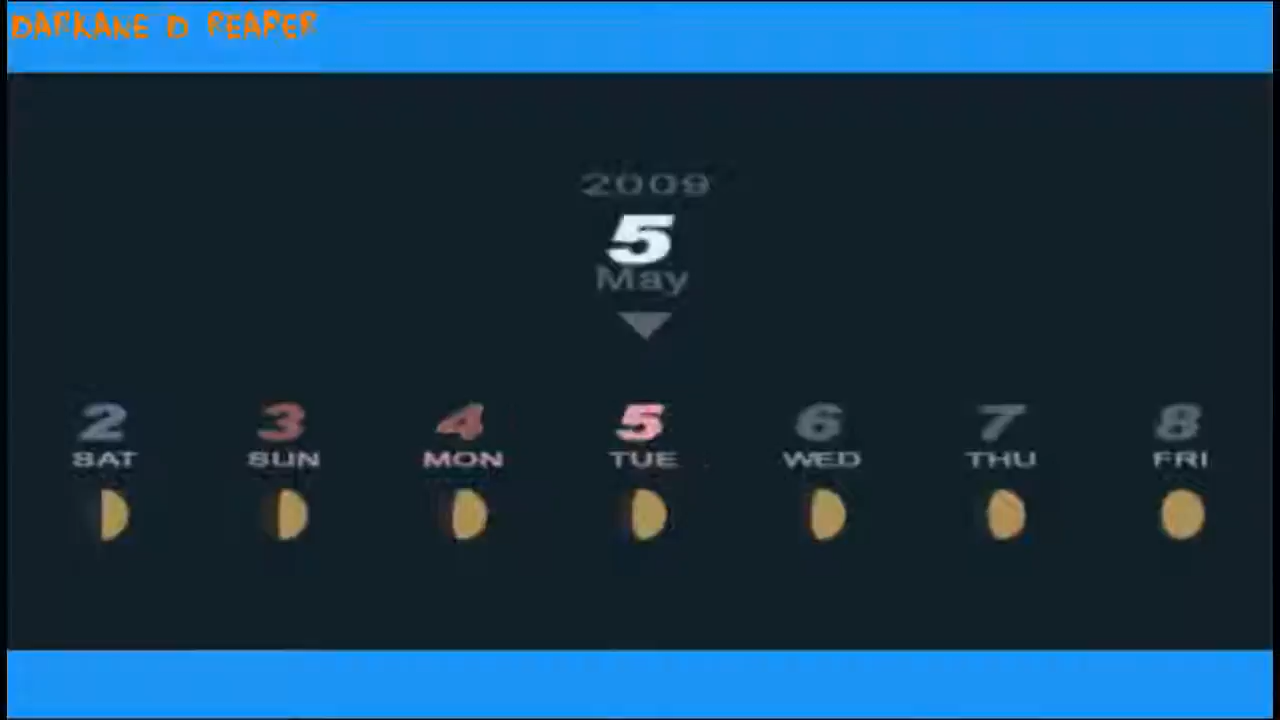 DARKANE D REAPER
2009
5
May
2 3 4 5 6 7 8
SAT SUN MON TUE WED THU FRI